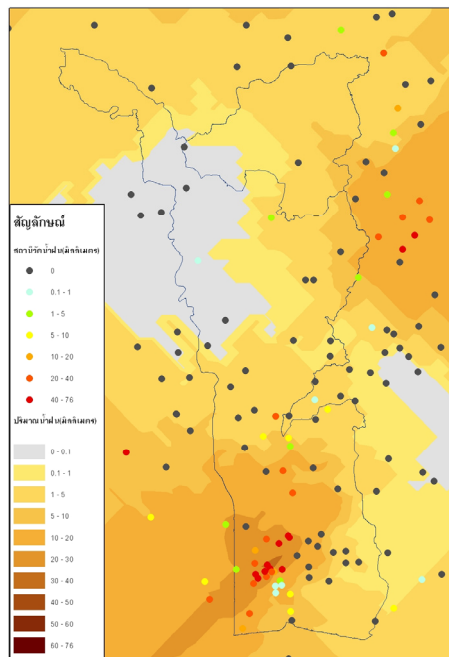 สัญลักษณ์
สถานีวัดน้ำฝน(มิลลิเมตร)
0
0.1 - 1
1 - 5
5 - 10
10 - 20
20 - 40
40 - 76
ปริมาณน้ำฝน(มิลลิเมตร)
0 - 0.1
0.1 - 1
1 - 5
5 - 10
10 - 20
20 - 30
30 - 40
40 - 50
50 - 60
60 - 76